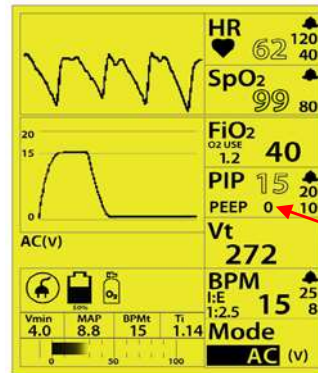 HR
62
120
40
SpO2
99
80
FiO2
O2 USE
1.2
40
20
15
0
PIP
15
20
PEEP
0
10
AC(v)
Vt
272
50%
O2
BPM
I:E
1:2.5
15
25
8
Vmin
MAP
BPMt
Ti
4.0
8.8
15
1.14
0
50
100
Mode
AC (v)